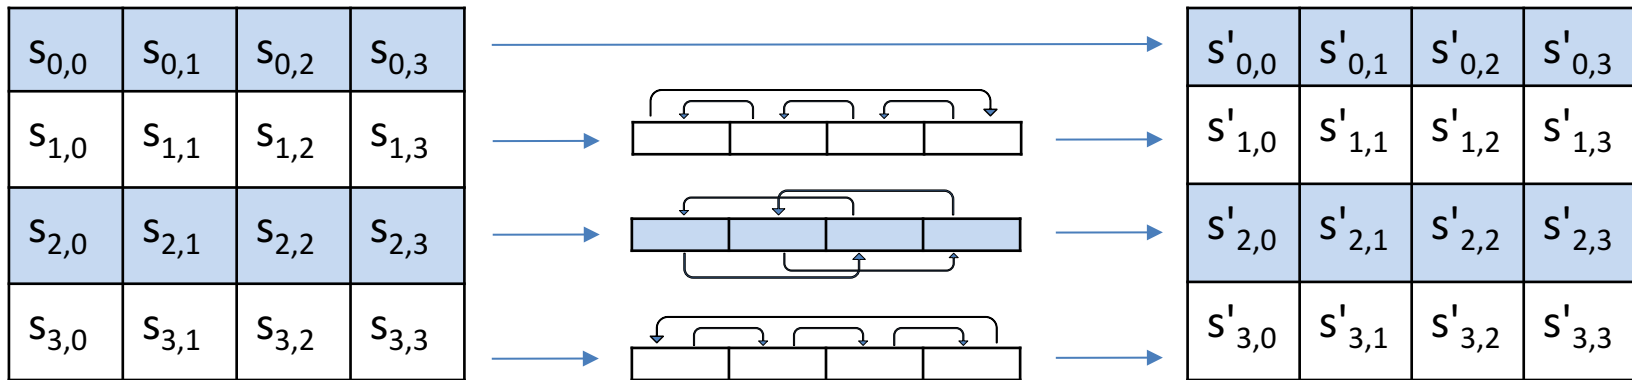 s0,0 s0,1 s0,2 s0,3 s'0,0 s'0,1 s'0,2 s'0,3
s1,0 s1,1 s1,2 s1,3 s'1,0 s'1,1 s'1,2 s'1,3
s2,0 s2,1 s2,2 s2,3 s'2,0 s'2,1 s'2,2 s'2,3
s3,0 s3,1 s3,2 s3,3 s'3,0 s'3,1 s'3,2 s'3,3